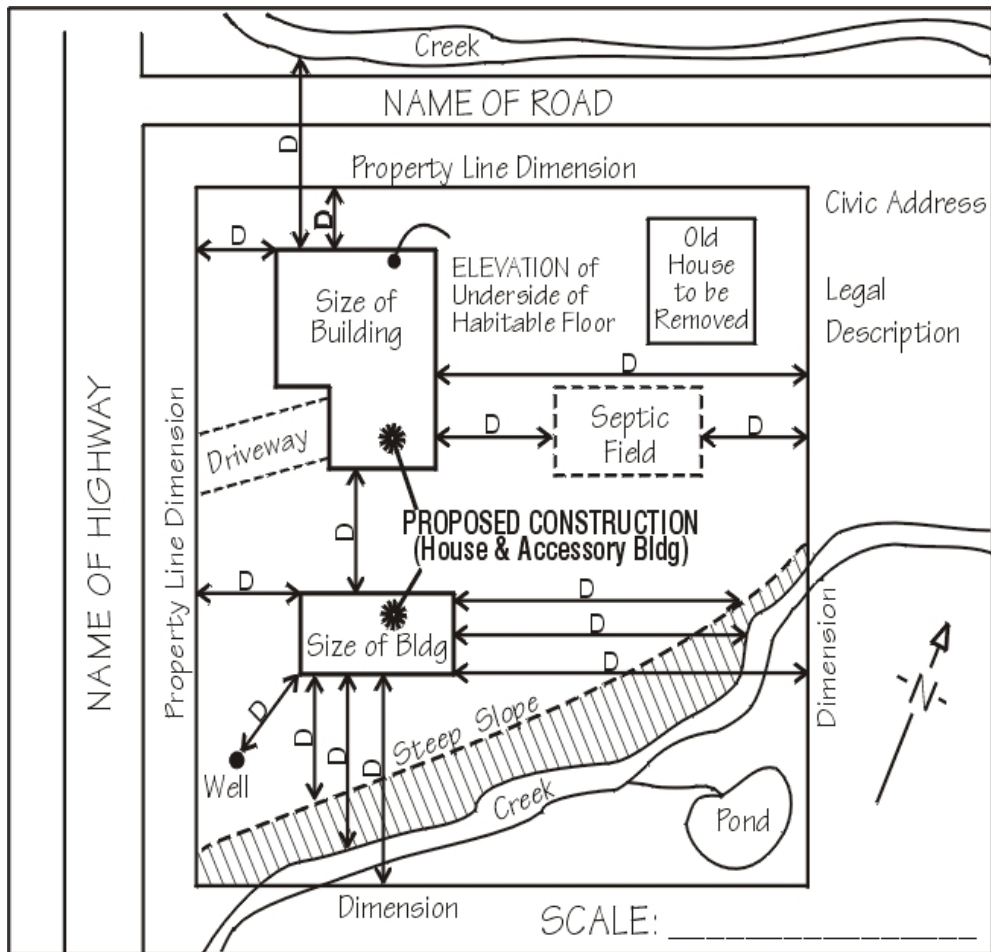 Creek
NAME OF ROAD
D
Property Line Dimension
Civic Address
D
D
Old
House
to be
Removed
ELEVATION of
Underside of
Habitable Floor
Size of
Building
Legal
Description
D
Driveway
D
Septic
Field
D
NAME OF HIGHWAY
Property Line Dimension
PROPOSED CONSTRUCTION
(House & Accessory Bldg)
D
D
D
D
Size of Bldg
D
Dimension
-N-
D
D
D
D
Steep Slope
Well
Creek
Pond
Dimension
SCALE: _______________